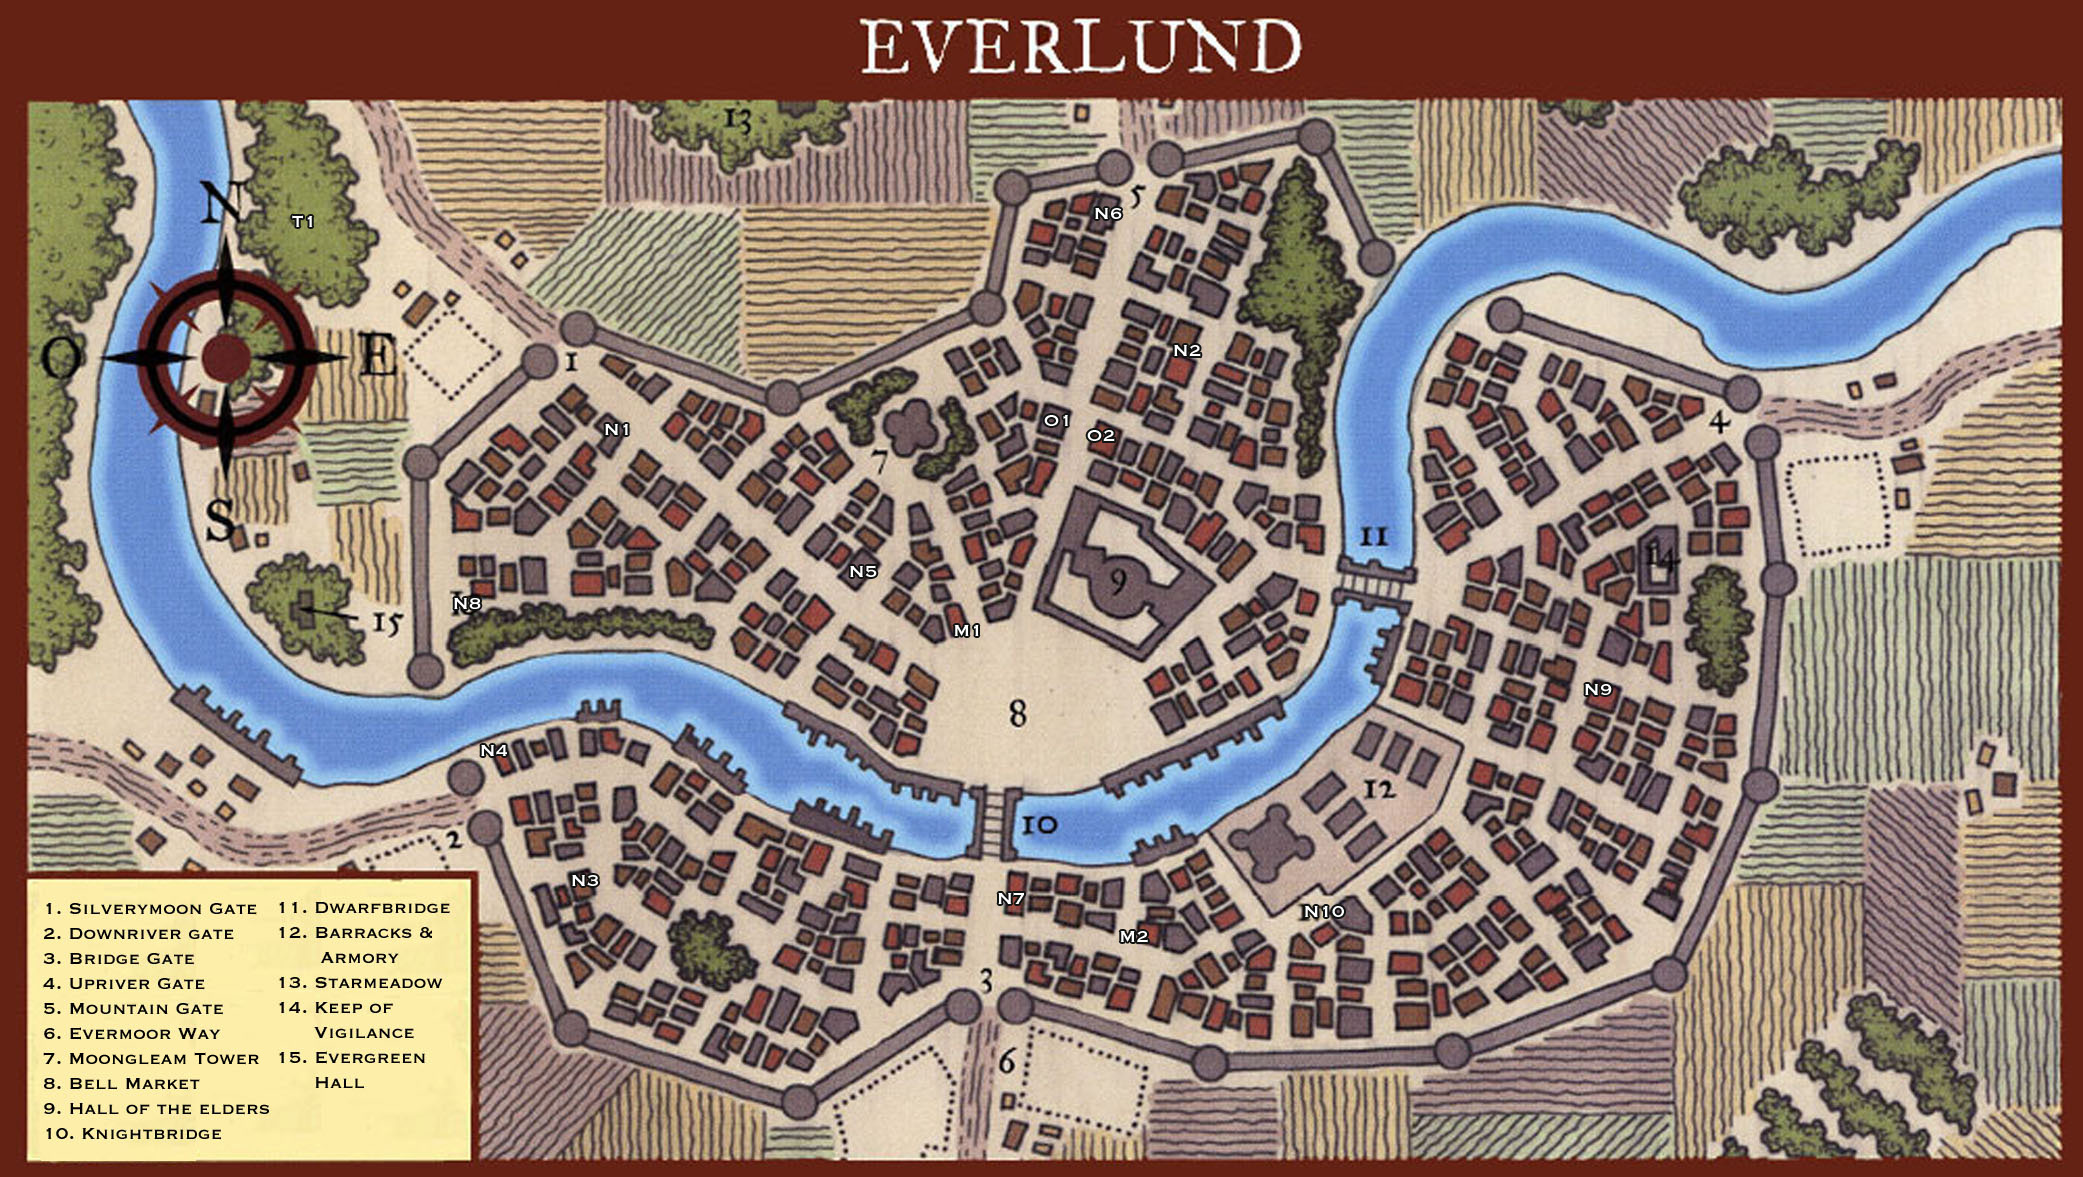 EVERLUND
13
N
T1
5
N6
O
E
1
N2
4
N1
O1
O2
7
S
11
14
9
N5
N8
15
M1
N9
8
N4
12
10
2
N3
N7
N10
M2
3
6
1. Silverymoon Gate
2. Downriver gate
3. Bridge Gate
4. Upriver Gate
5. Mountain Gate
6. Evermoor Way
7. Moongleam Tower
8. Bell Market
9. Hall of the elders
10. Knightbridge
11. Dwarfbridge
12. Barracks &
Armory
13. Starmeadow
14. Keep of
Vigilance
15. Evergreen
Hall